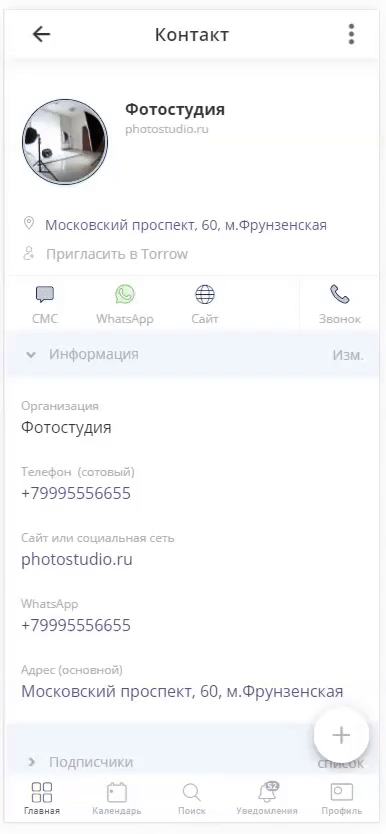 Контакт
Фотостудия
photostudio.ru
Московский проспект, 60, м.Фрунзенская
Пригласить в Torrow
СМС
WhatsApp
Сайт
Звонок
Информация
Изм.
Организация
Фотостудия
Телефон (сотовый)
+79995556655
Сайт или социальная сеть
photostudio.ru
WhatsApp
+79995556655
Адрес (основной)
Московский проспект, 60, м.Фрунзенская
Подписчики
список
52
Главная
Календарь
Поиск
Уведомления
Профиль